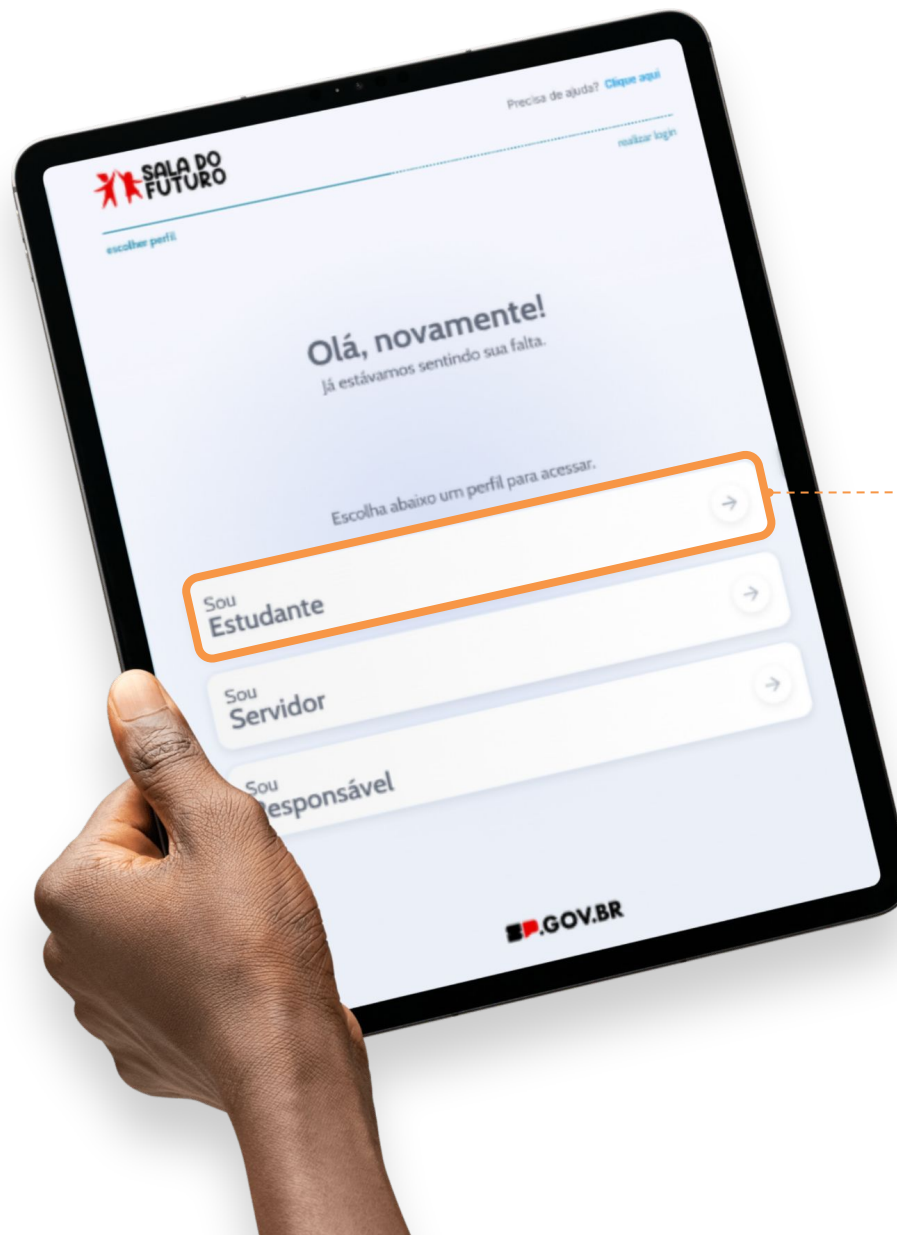 Precisa de ajuda? Clique aqui
SALA DO
FUTURO
realizar login
escolher perfil
Olá, novamente!
Já estávamos sentindo sua falta.
Escolha abaixo um perfil para acessar.
Sou
Estudante
Sou
Servidor
Sou
esponsável
SP.GOV.BR